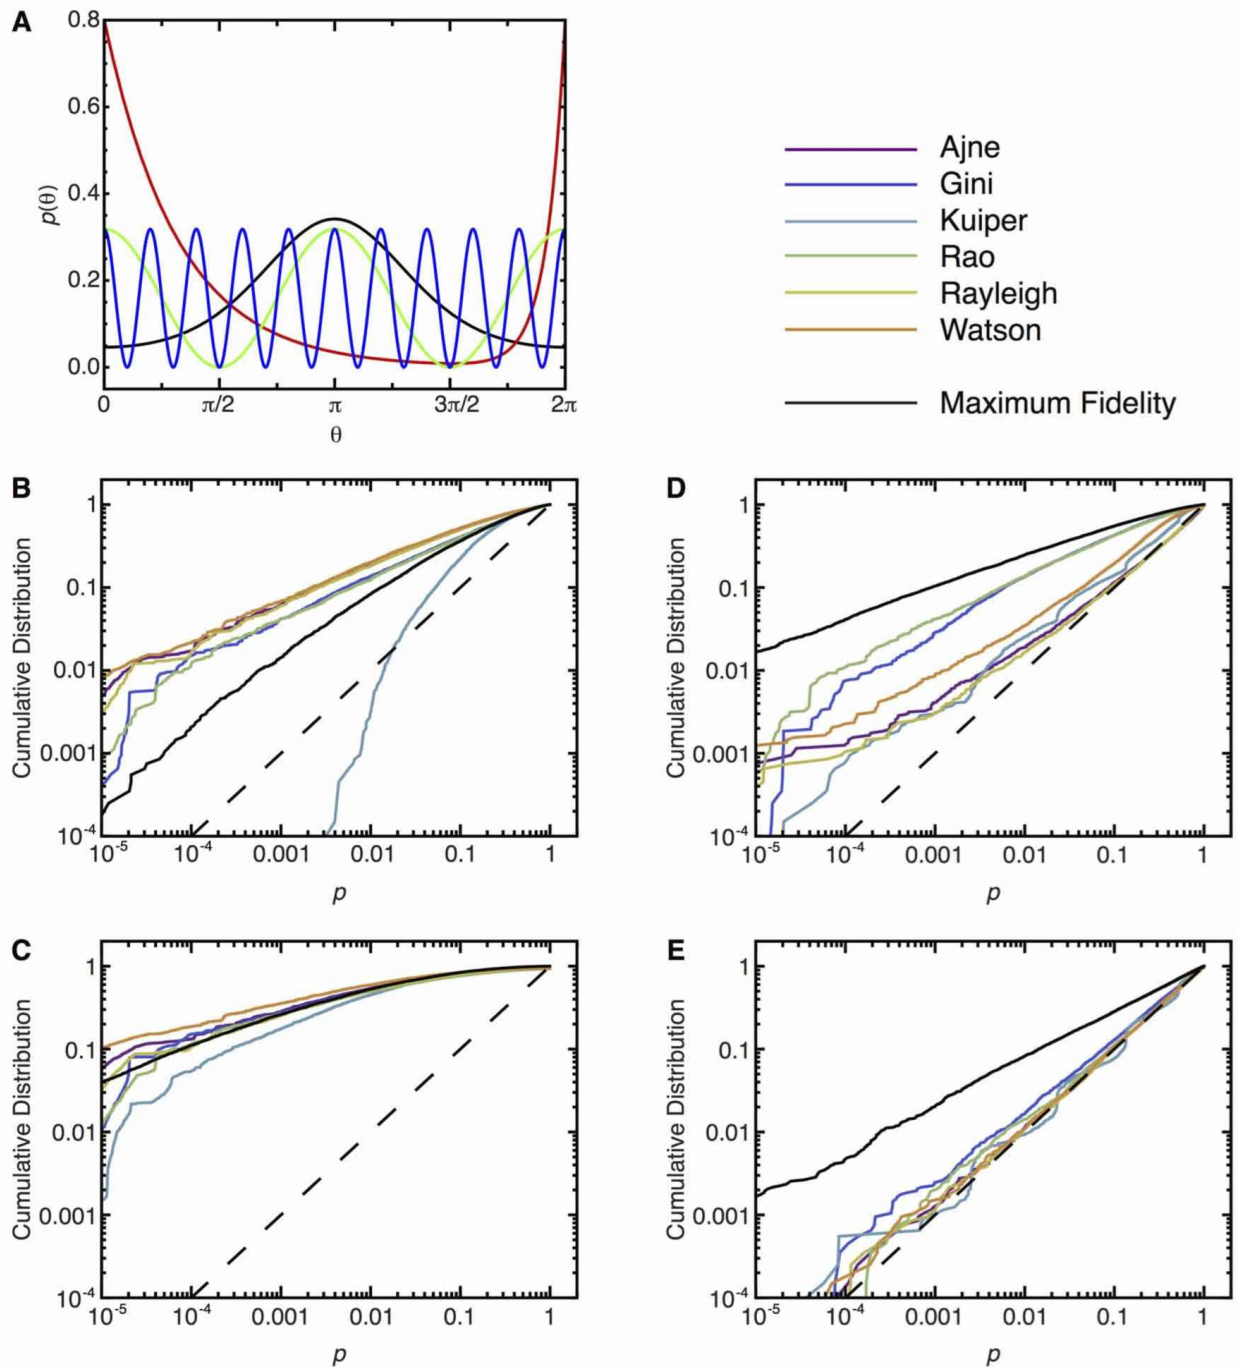 A
0.8
0.6
0.4
0.2
0.0
p(θ)
0 π/2 π 3π/2 2π
θ
Ajne
Gini
Kuiper
Rao
Rayleigh
Watson
Maximum Fidelity
B
1
0.1
0.01
0.001
10-4
Cumulative Distribution
10-5 10-4 0.001 0.01 0.1 1
p
D
1
0.1
0.01
0.001
10-4
Cumulative Distribution
10-5 10-4 0.001 0.01 0.1 1
p
C
1
0.1
0.01
0.001
10-4
Cumulative Distribution
10-5 10-4 0.001 0.01 0.1 1
p
E
1
0.1
0.01
0.001
10-4
Cumulative Distribution
10-5 10-4 0.001 0.01 0.1 1
p